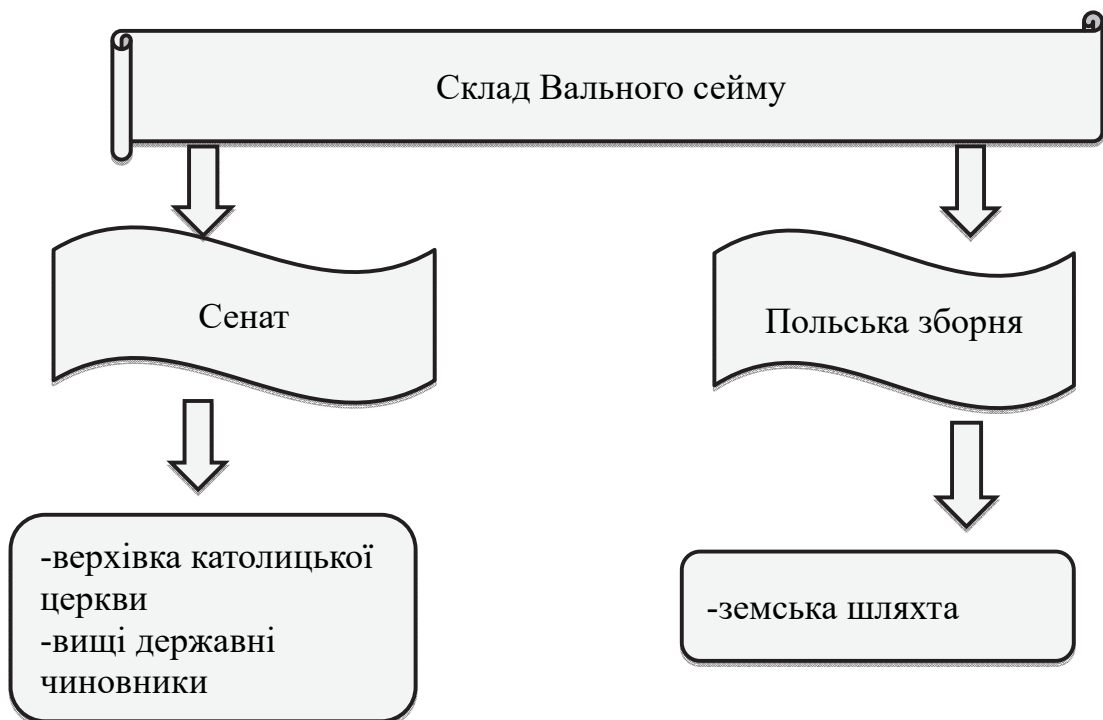 Склад Вального сейму
Сенат
Польська зборня
-верхівка католицької
церкви
-вищі державні
чиновники
-земська шляхта